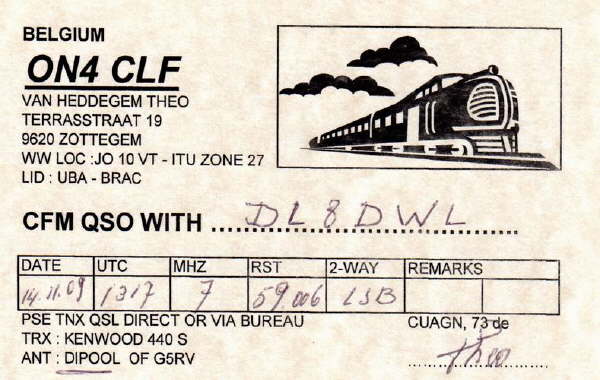 BELGIUM
ON4 CLF
VAN HEDDEGEM THEO
TERRASSTRAAT 19
9620 ZOTTEGEM
WW LOC :JO 10 VT - ITU ZONE 27
LID : UBA - BRAC
CFM QSO WITH ... DL8DWL
DATE UTC MHZ RST 2-WAY REMARKS
14.11.09 1317 7 59 006 LSB
PSE TNX QSL DIRECT OR VIA BUREAU
CUAGN, 73 de
TRX : KENWOOD 440 S
ANT : DIPOOL OF G5RV
Theo